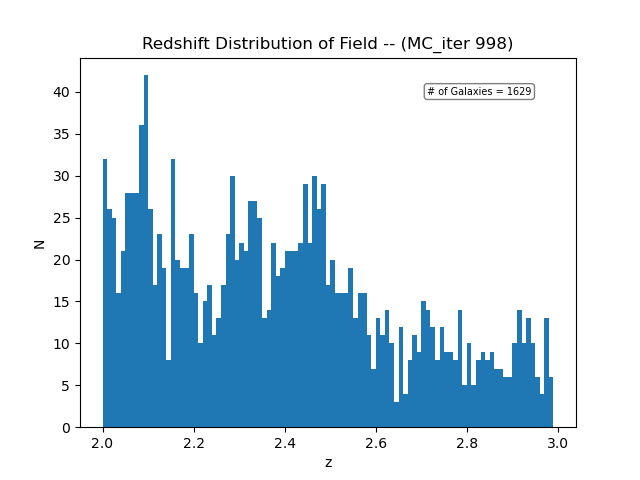 Redshift Distribution of Field -- (MC_iter 998)
# of Galaxies = 1629
40
35
30
25
20
15
10
5
0
N
2.0 2.2 2.4 2.6 2.8 3.0
z